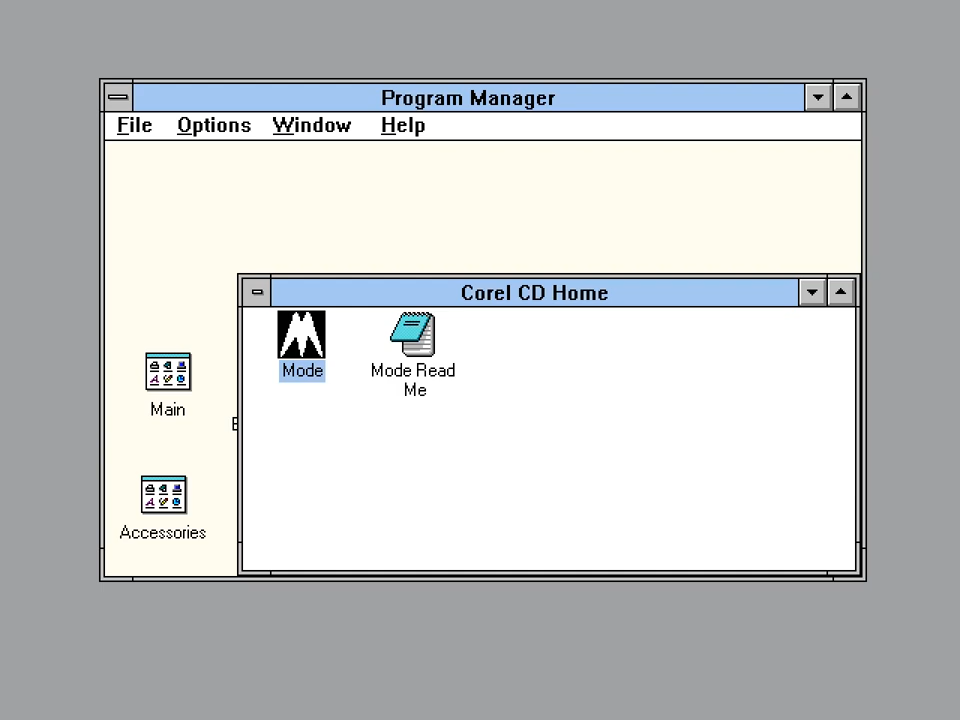 Program Manager
File Options Window Help
Corel CD Home
Mode
Mode Read
Me
Main
Accessories